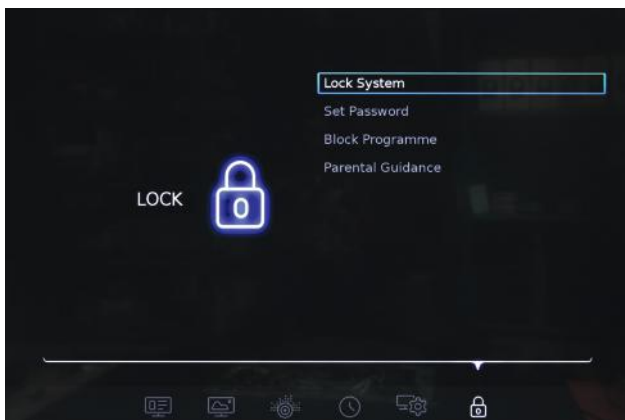 Lock System
Set Password
Block Programme
Parental Guidance
LOCK